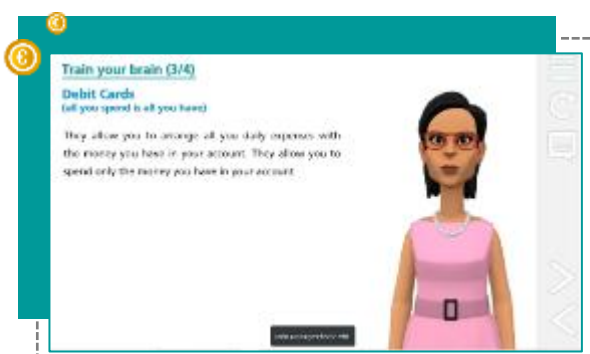 Train your brain (3/4)
Debit Cards
(all you spend is all you have)
They allow you to arrange all you daily expenses with
the money you have in your account. They allow you to
spend only the money you have in your account